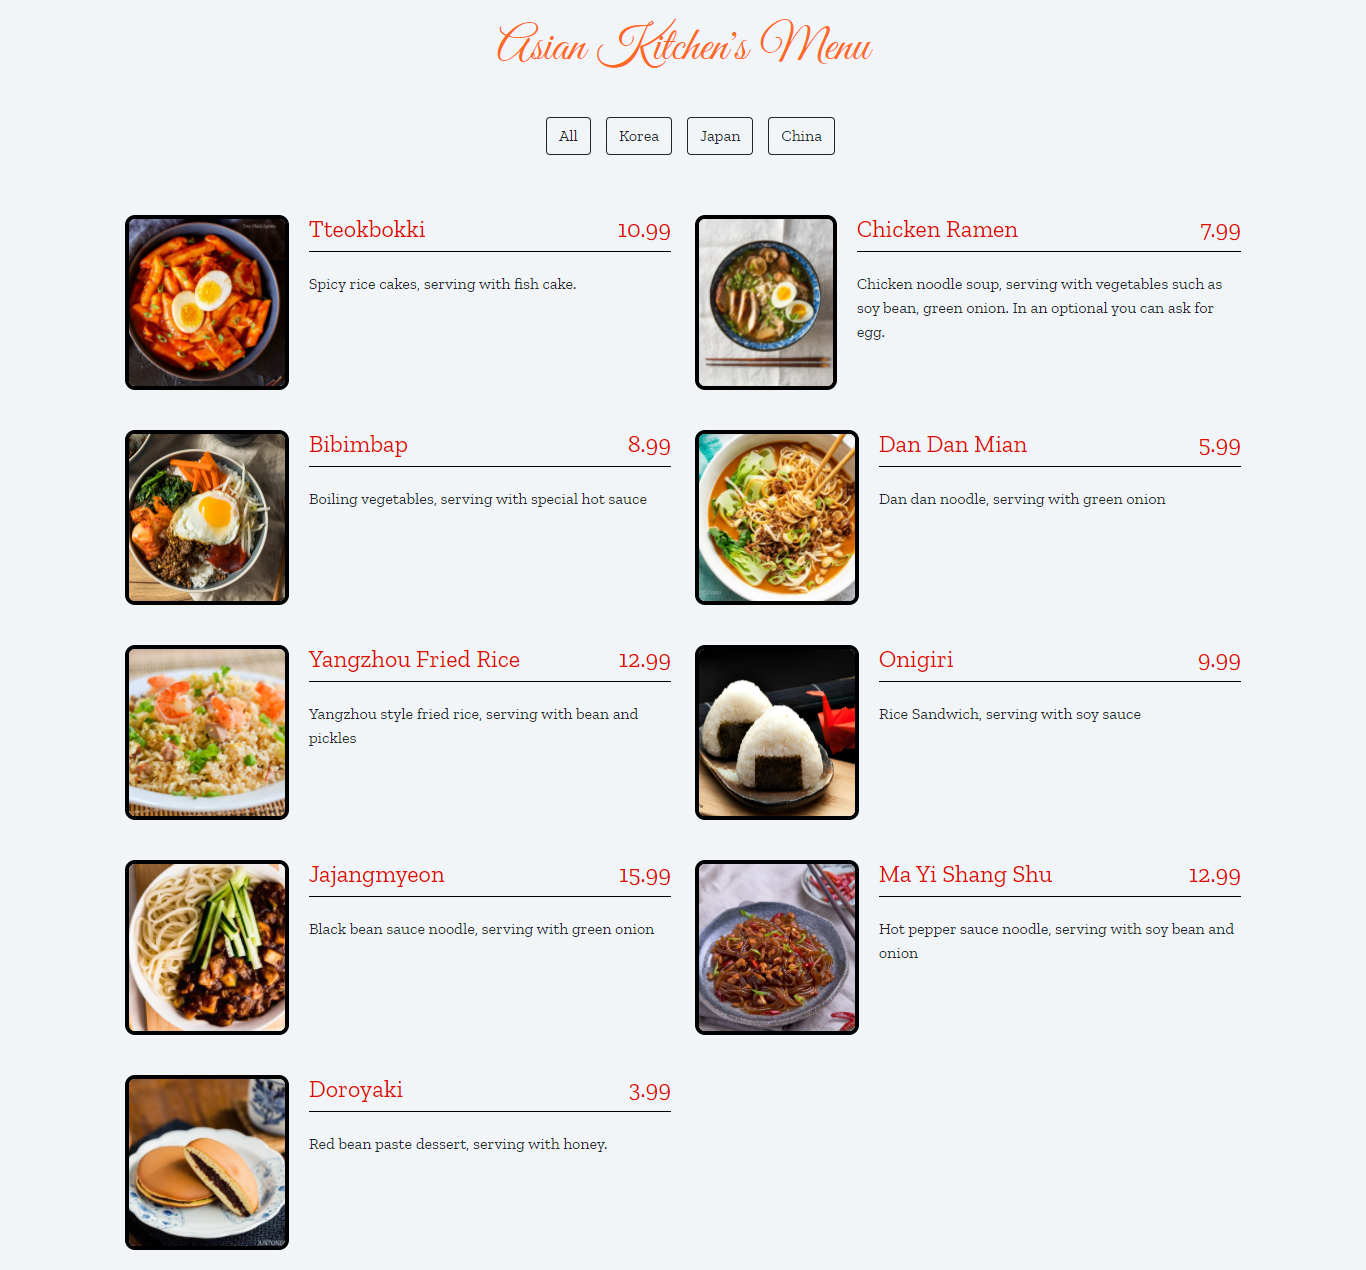 Asian Kitchen's Menu
All Korea Japan China
Tteokbokki 10.99
Spicy rice cakes, serving with fish cake.
Chicken Ramen 7.99
Chicken noodle soup, serving with vegetables such as
soy bean, green onion. In an optional you can ask for
egg.
Bibimbap 8.99
Boiling vegetables, serving with special hot sauce
Dan Dan Mian 5.99
Dan dan noodle, serving with green onion
Yangzhou Fried Rice 12.99
Yangzhou style fried rice, serving with bean and
pickles
Onigiri 9.99
Rice Sandwich, serving with soy sauce
Jajangmyeon 15.99
Black bean sauce noodle, serving with green onion
Ma Yi Shang Shu 12.99
Hot pepper sauce noodle, serving with soy bean and
onion
Doroyaki 3.99
Red bean paste dessert, serving with honey.